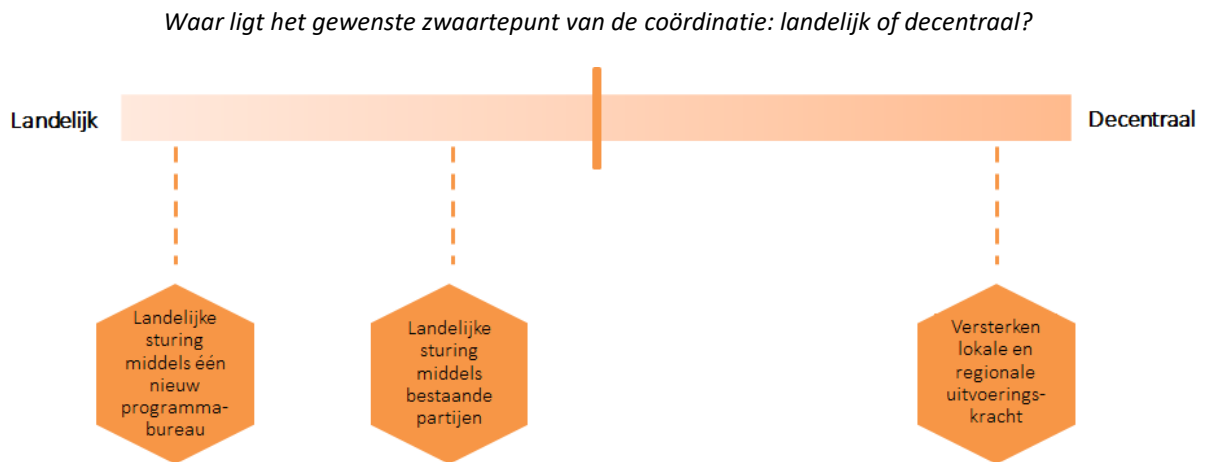 Waar ligt het gewenste zwaartepunt van de coördinatie: landelijk of decentraal?
Landelijk
Decentraal
Landelijke
sturing
middels één
nieuw
programma-
bureau
Landelijke
sturing
middels
bestaande
partijen
Versterken
lokale en
regionale
uitvoerings-
kracht